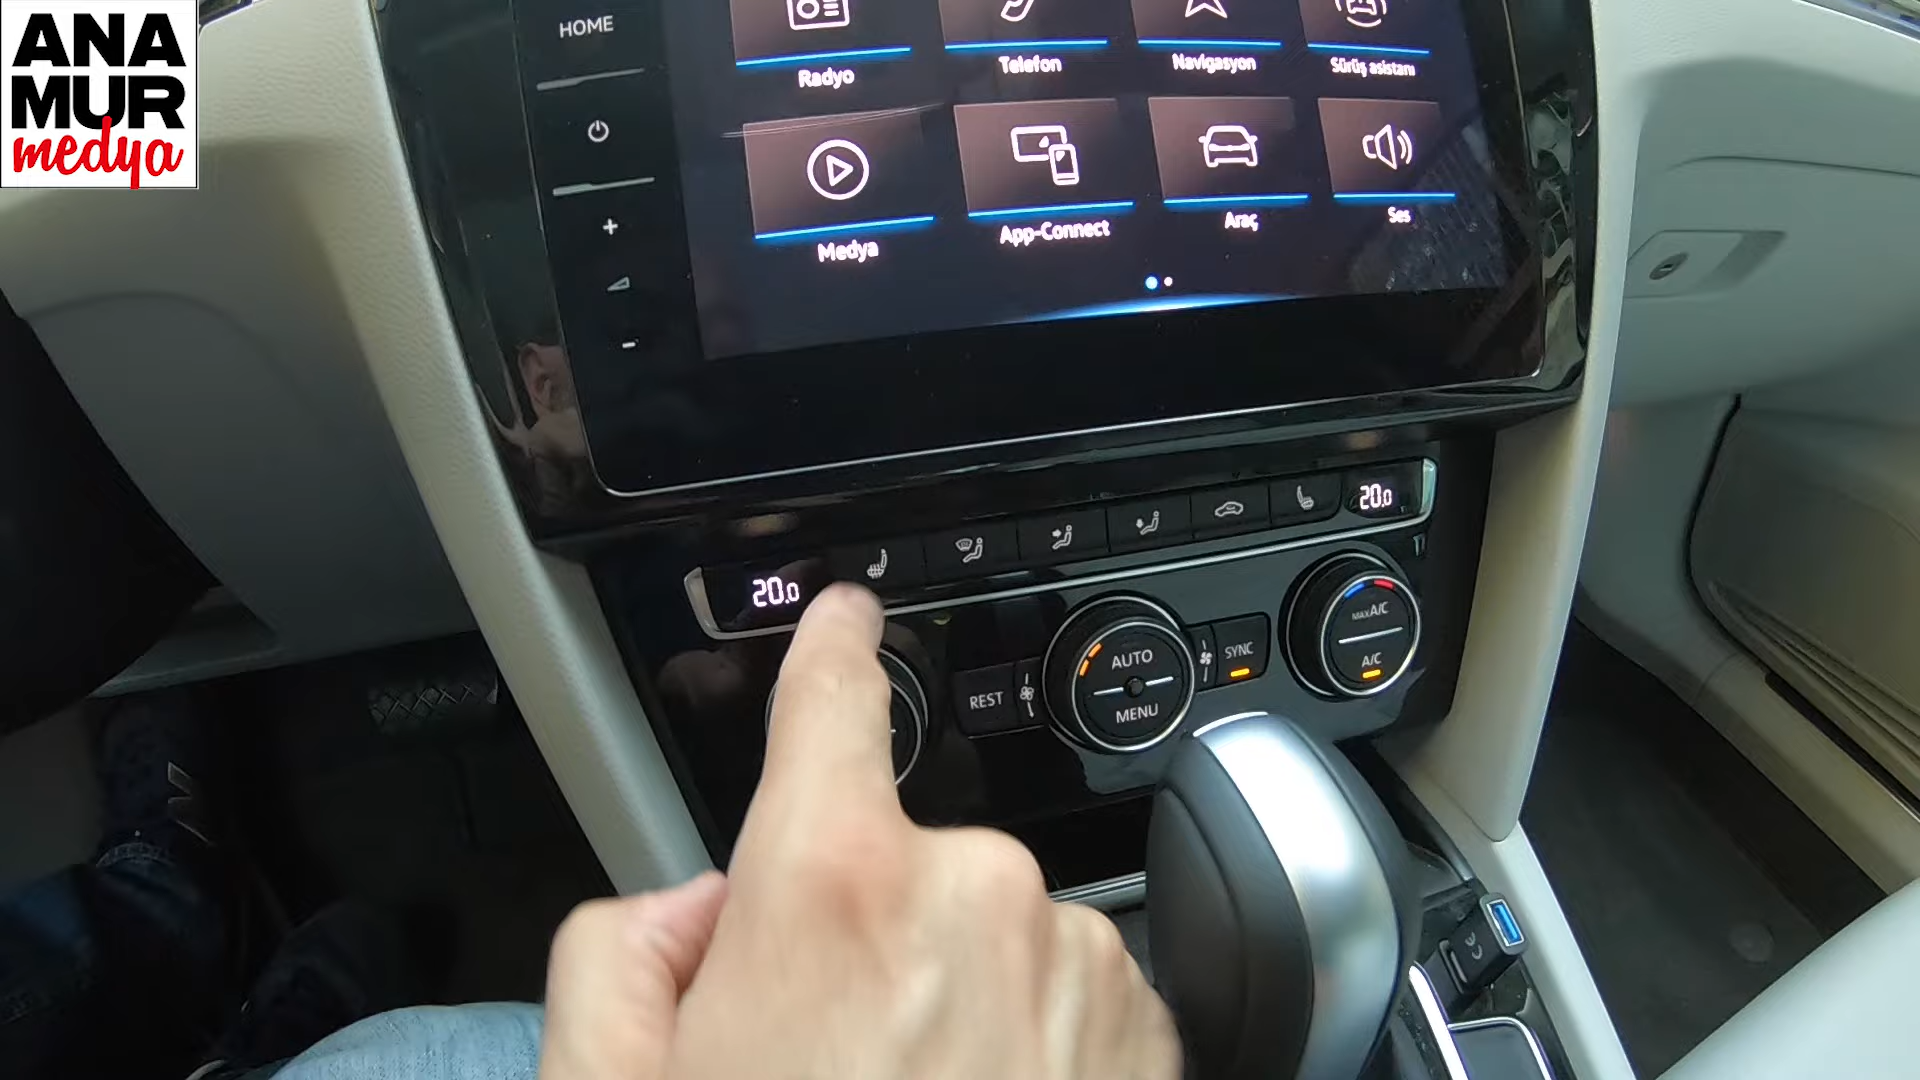 ANA
MUR
medya
HOME
Radyo
Telefon
Navigasyon
Sürüş asistanı
Medya
App-Connect
Araç
Ses
20.0
20.0
REST
AUTO
MENU
SYNC
MAX A/C
A/C